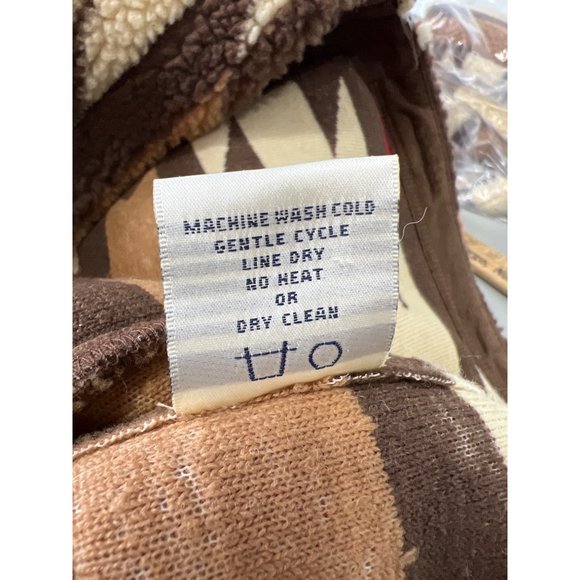 MACHINE WASH COLD
GENTLE CYCLE
LINE DRY
NO HEAT
OR
DRY CLEAN